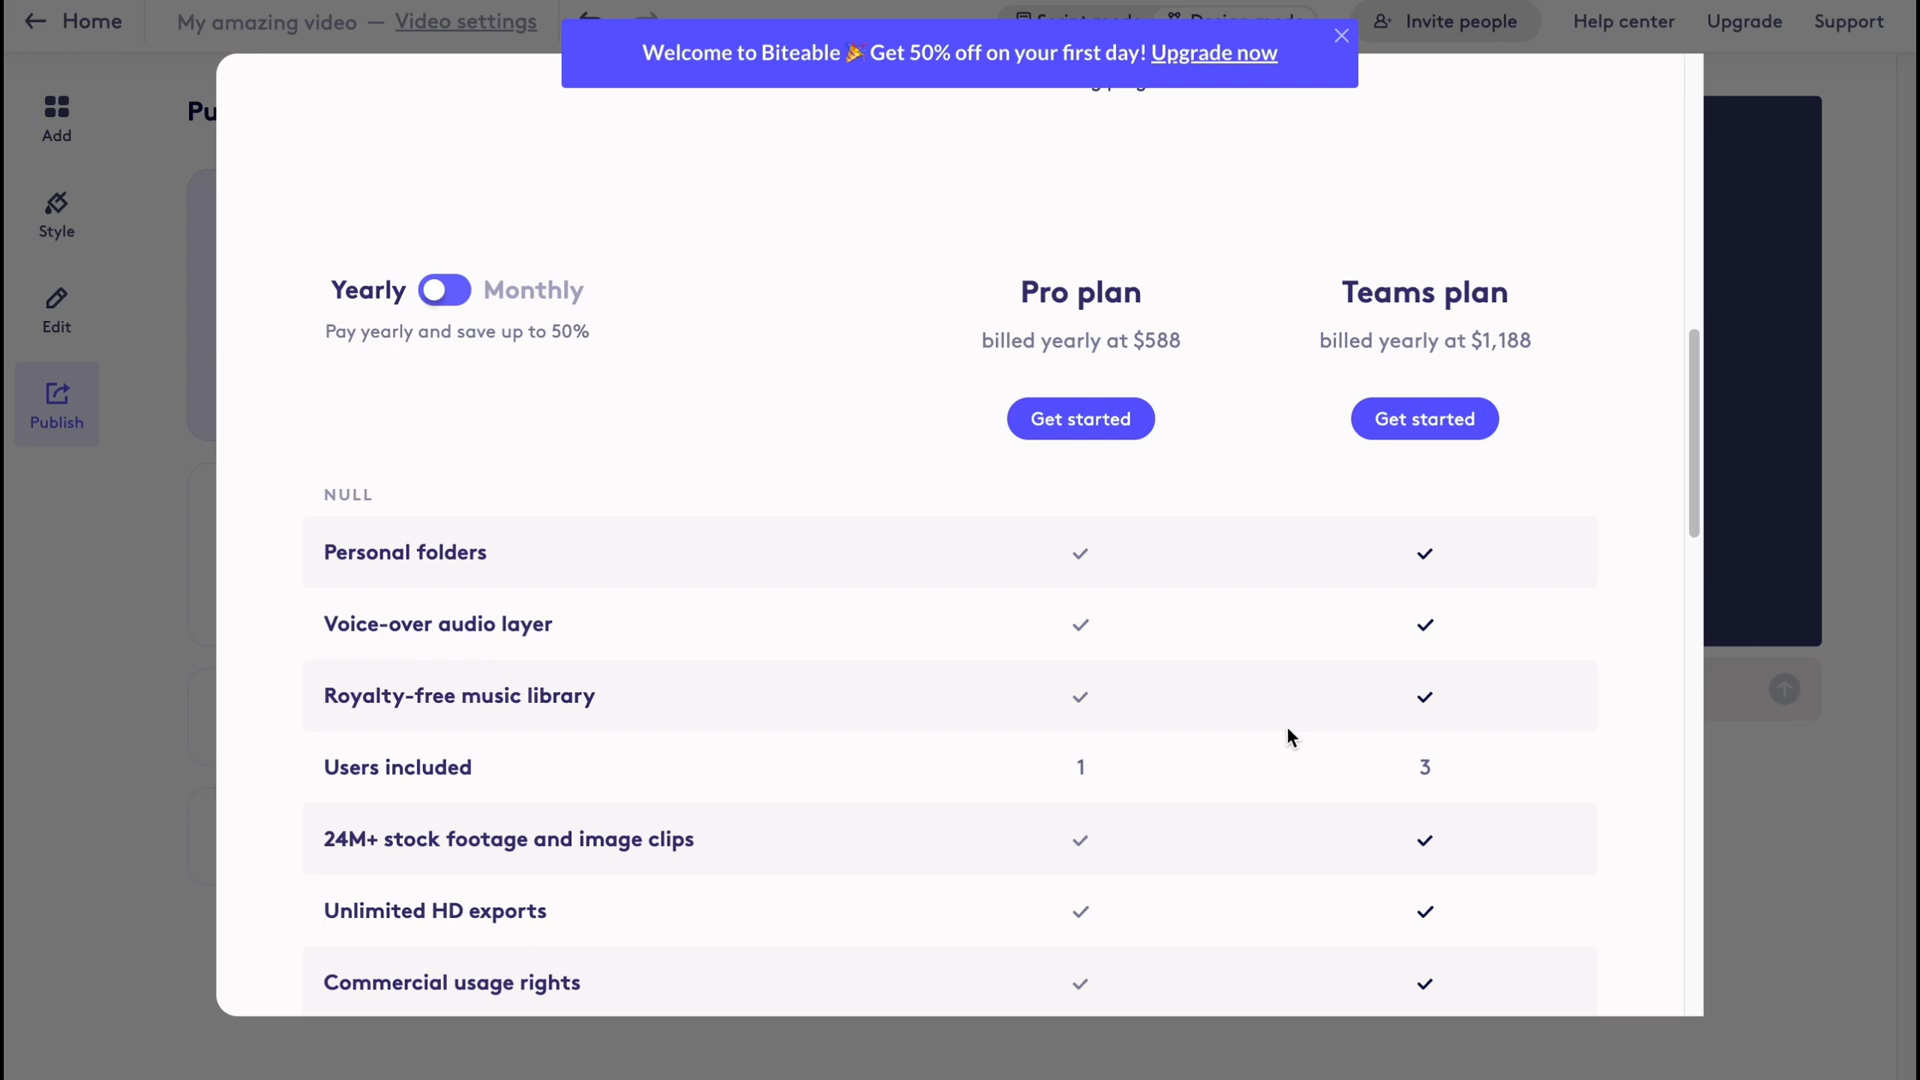 Home
My amazing video — Video settings
Invite people
Help center
Upgrade
Support
Welcome to Biteable 🎉 Get 50% off on your first day! Upgrade now
Add
Style
Edit
Publish
Pu
Yearly
Monthly
Pay yearly and save up to 50%
Pro plan
billed yearly at $588
Get started
Teams plan
billed yearly at $1,188
Get started
NULL
Personal folders
Voice-over audio layer
Royalty-free music library
Users included 1 3
24M+ stock footage and image clips
Unlimited HD exports
Commercial usage rights